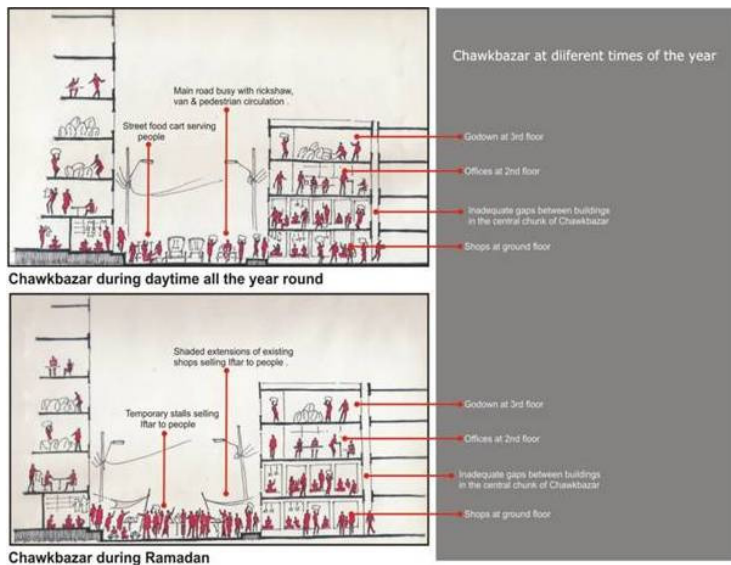 Chawkbazar at diiferent times of the year
Main road busy with rickshaw,
van & pedestrian circulation .
Street food cart serving
people
Godown at 3rd floor
Offices at 2nd floor
Inadequate gaps between buildings
in the central chunk of Chawkbazar
Shops at ground floor
Chawkbazar during daytime all the year round
Shaded extensions of existing
shops selling Iftar to people .
Temporary stalls selling
Iftar to people
Godown at 3rd floor
Offices at 2nd floor
Inadequate gaps between buildings
in the central chunk of Chawkbazar
Shops at ground floor
Chawkbazar during Ramadan